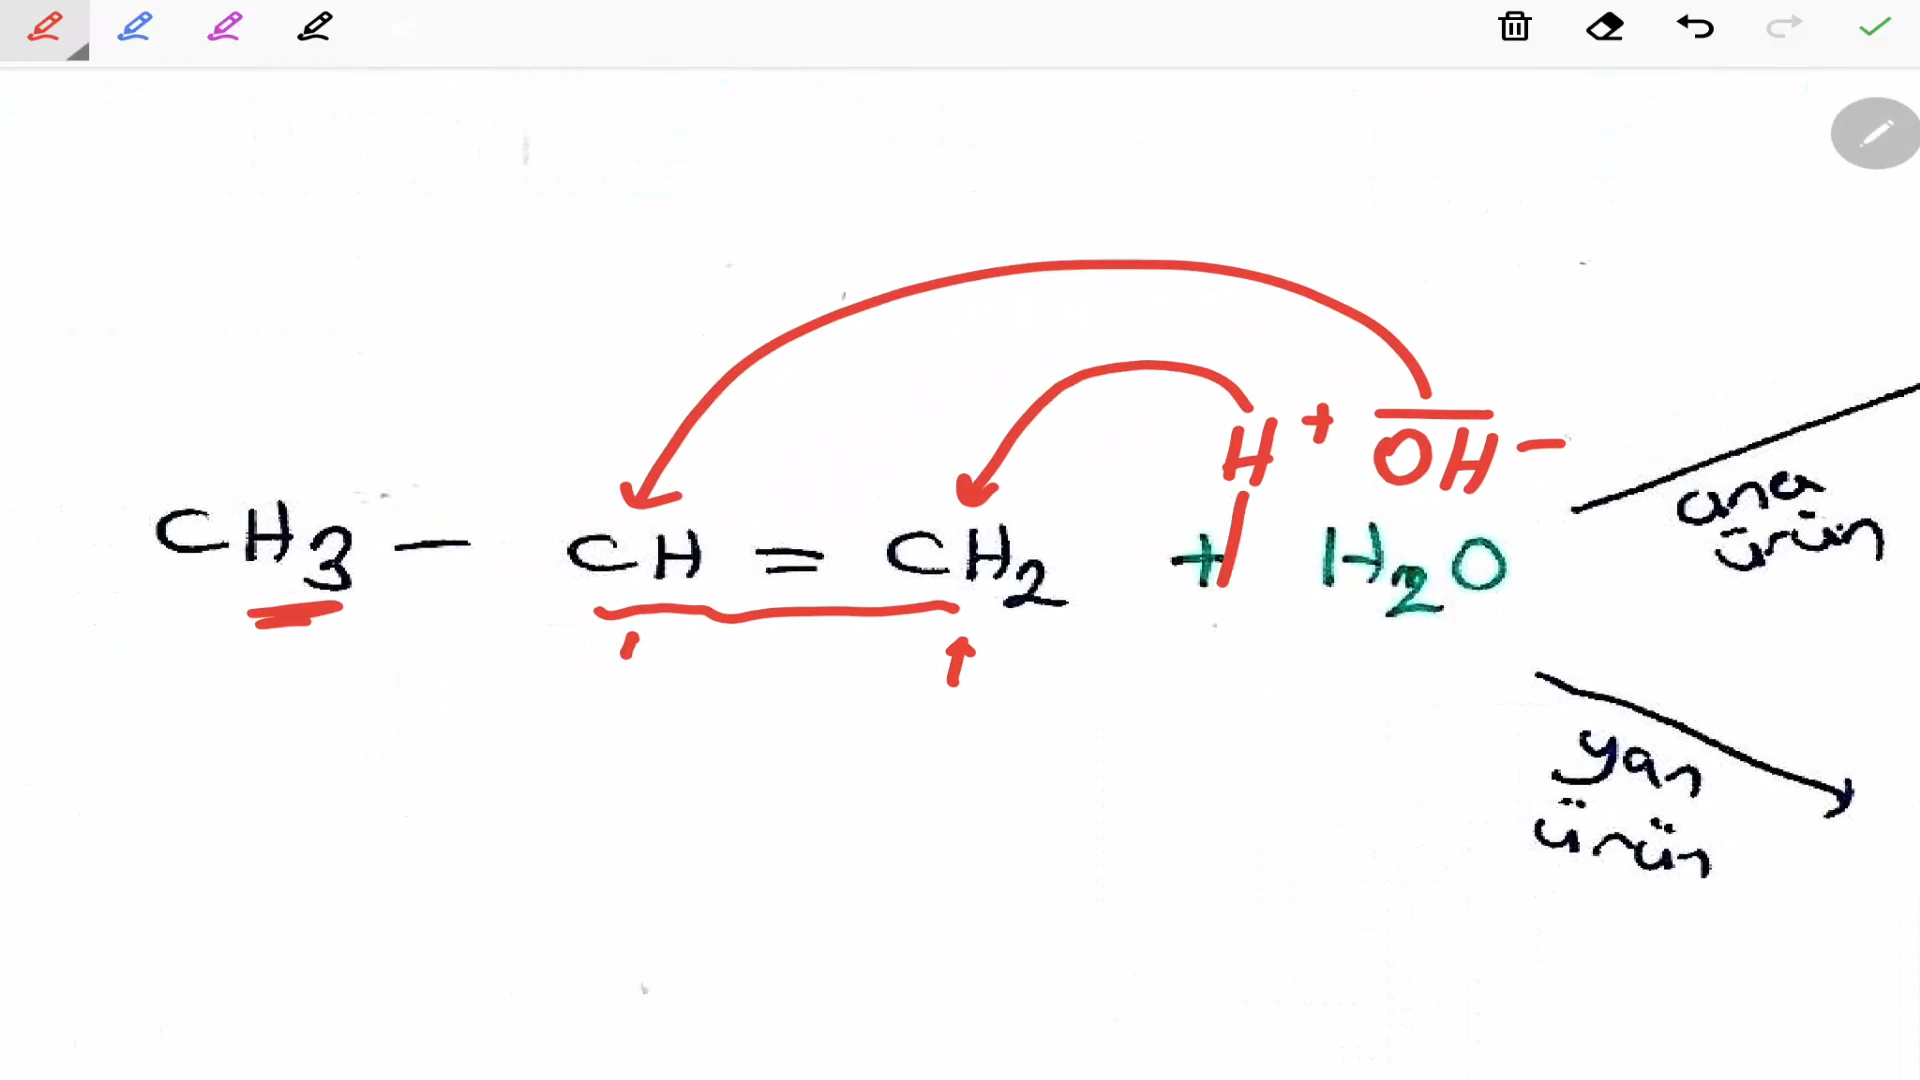 H + OH -
CH3 - CH = CH2 + H2O
ana
ürün
yan
ürün